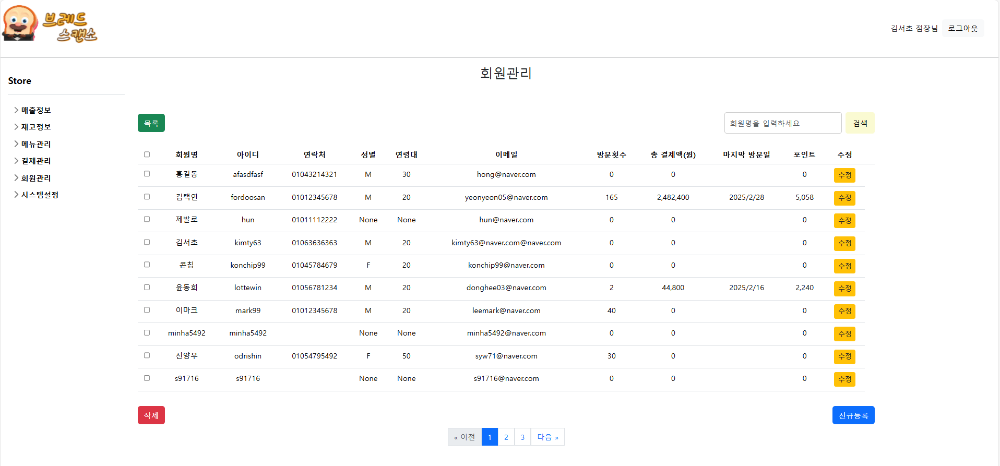 브레드
스캔소
김서초 점장님 로그아웃
회원관리
Store
매출정보
재고정보
메뉴관리
결제관리
회원관리
시스템설정
목록 회원명을 입력하세요 검색
회원명 아이디 연락처 성별 연령대 이메일 방문횟수 총 결제액(원) 마지막 방문일 포인트 수정
홍길동 afasdfasf 01043214321 M 30 hong@naver.com 0 0 0 수정
김택연 fordoosan 01012345678 M 20 yeonyeon05@naver.com 165 2,482,400 2025/2/28 5,058 수정
제발로 hun 01011112222 None None hun@naver.com 0 0 0 수정
김서초 kimty63 01063636363 M 20 kimty63@naver.com@naver.com 0 0 0 수정
콘칩 konchip99 01045784679 F 20 konchip99@naver.com 0 0 0 수정
윤동희 lottewin 01056781234 M 20 donghee03@naver.com 2 44,800 2025/2/16 2,240 수정
이마크 mark99 01012345678 M 20 leemark@naver.com 40 0 0 수정
minha5492 minha5492 None None minha5492@naver.com 0 0 0 수정
신양우 odrishin 01054795492 F 50 syw71@naver.com 30 0 0 수정
s91716 s91716 None None s91716@naver.com 0 0 0 수정
삭제 신규등록
« 이전 1 2 3 다음 »